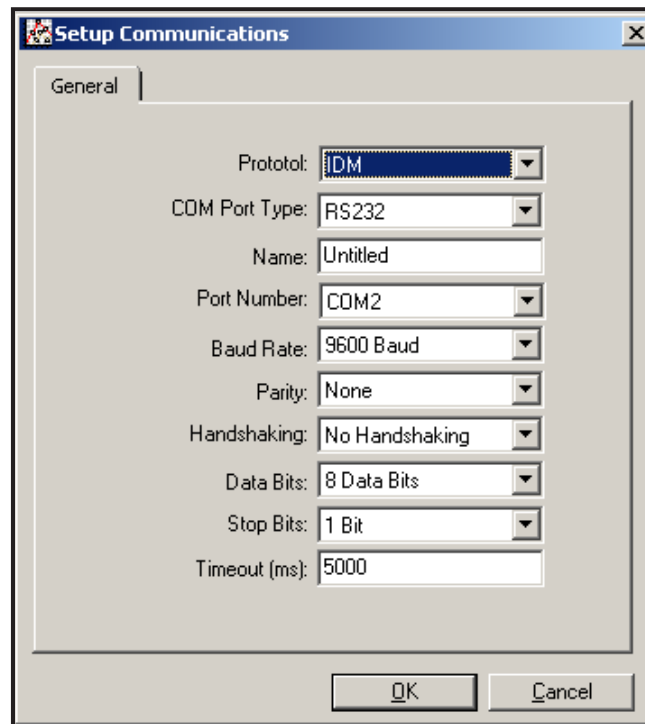 Setup Communications
General
Prototol: IDM
COM Port Type: RS232
Name: Untitled
Port Number: COM2
Baud Rate: 9600 Baud
Parity: None
Handshaking: No Handshaking
Data Bits: 8 Data Bits
Stop Bits: 1 Bit
Timeout (ms): 5000
OK Cancel